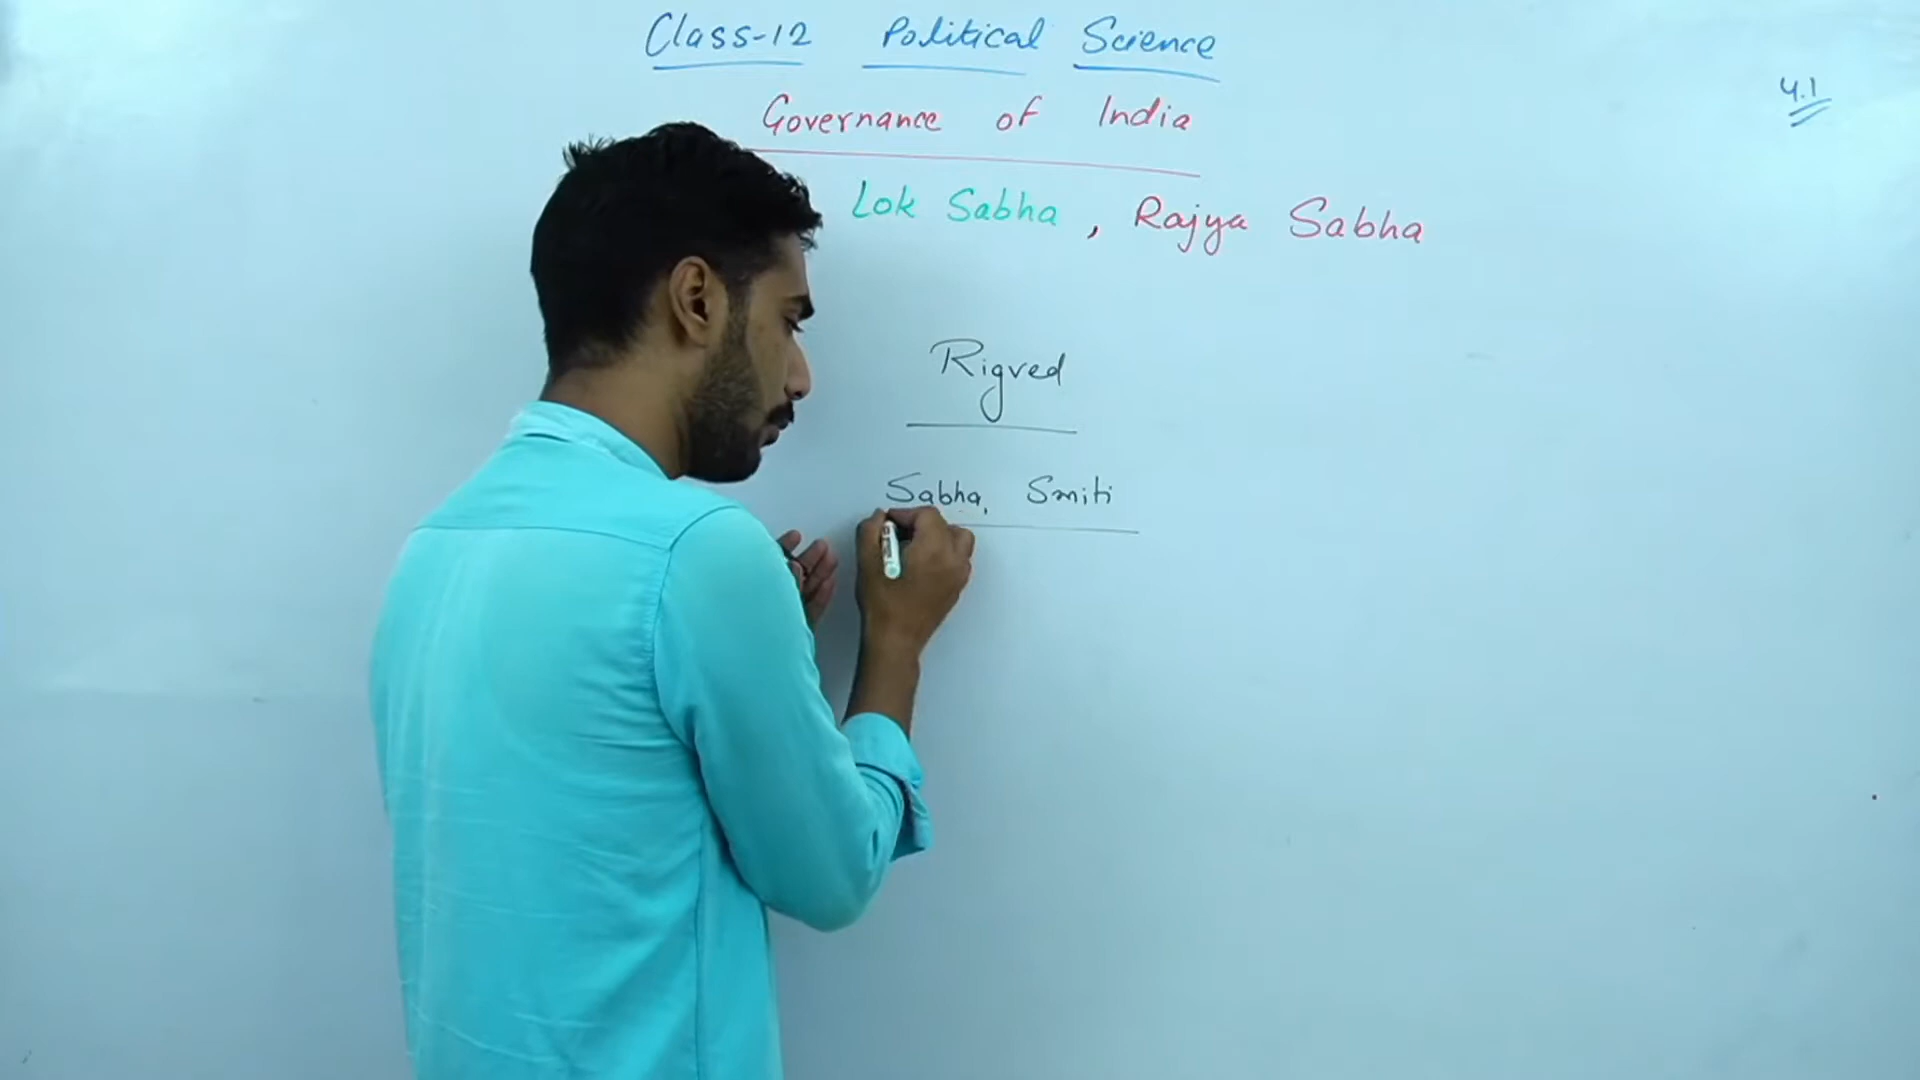 Class-12 Political Science
4.1
Governance of India
Lok Sabha, Rajya Sabha
Rigved
Sabha, Smiti